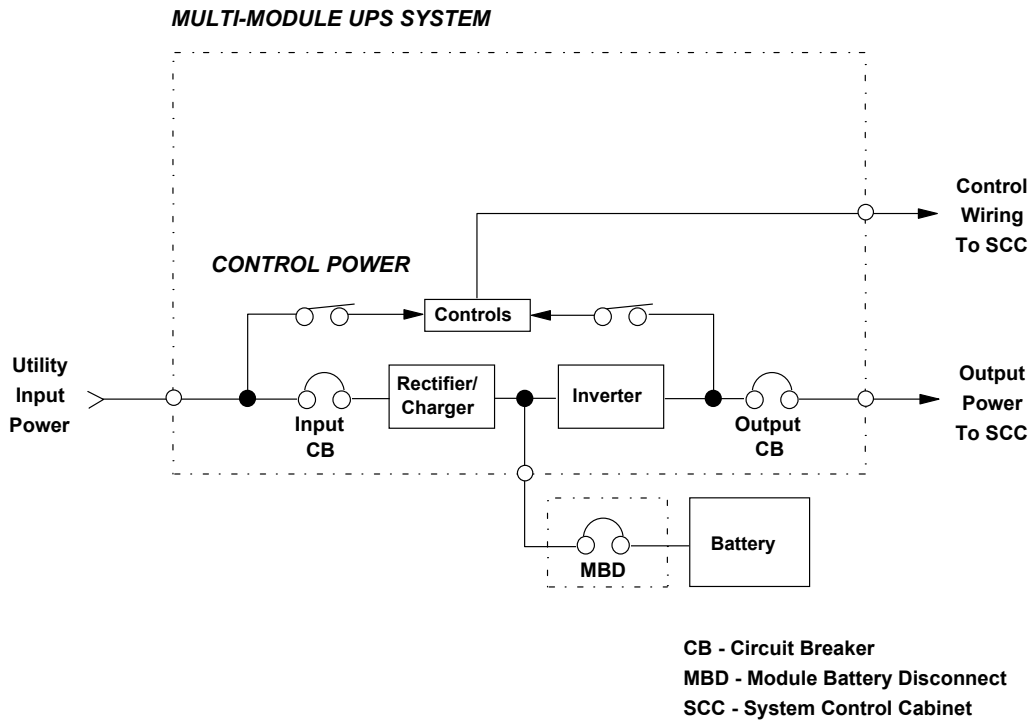 MULTI-MODULE UPS SYSTEM
Control
Wiring
To SCC
CONTROL POWER
Controls
Utility
Input
Power
Rectifier/
Charger
Inverter
Input
CB
Output
CB
Output
Power
To SCC
MBD
Battery
CB - Circuit Breaker
MBD - Module Battery Disconnect
SCC - System Control Cabinet